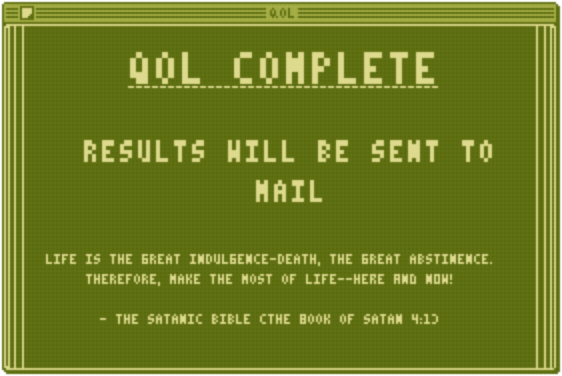 QOL
QOL COMPLETE
RESULTS WILL BE SENT TO
MAIL
LIFE IS THE GREAT INDULGENCE-DEATH, THE GREAT ABSTINENCE.
THEREFORE, MAKE THE MOST OF LIFE--HERE AND NOW!
- THE SATANIC BIBLE (THE BOOK OF SATAN 4:1)